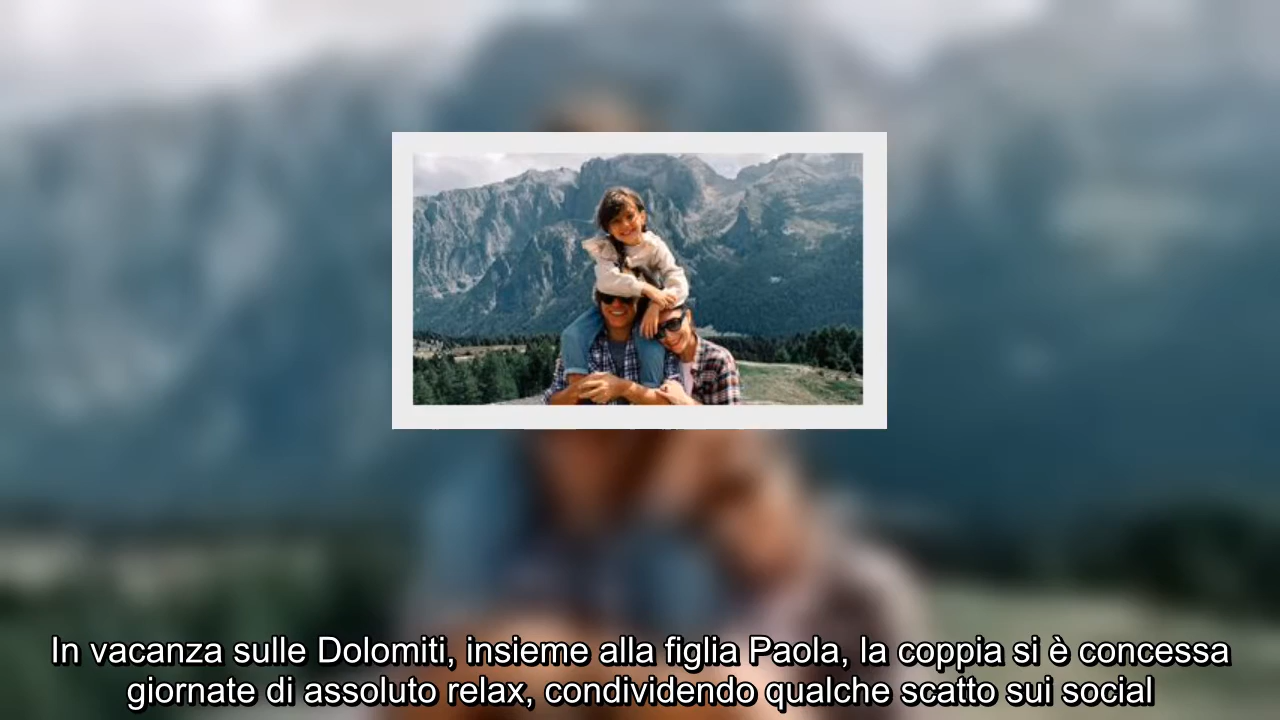 In vacanza sulle Dolomiti, insieme alla figlia Paola, la coppia si è concessa
giornate di assoluto relax, condividendo qualche scatto sui social